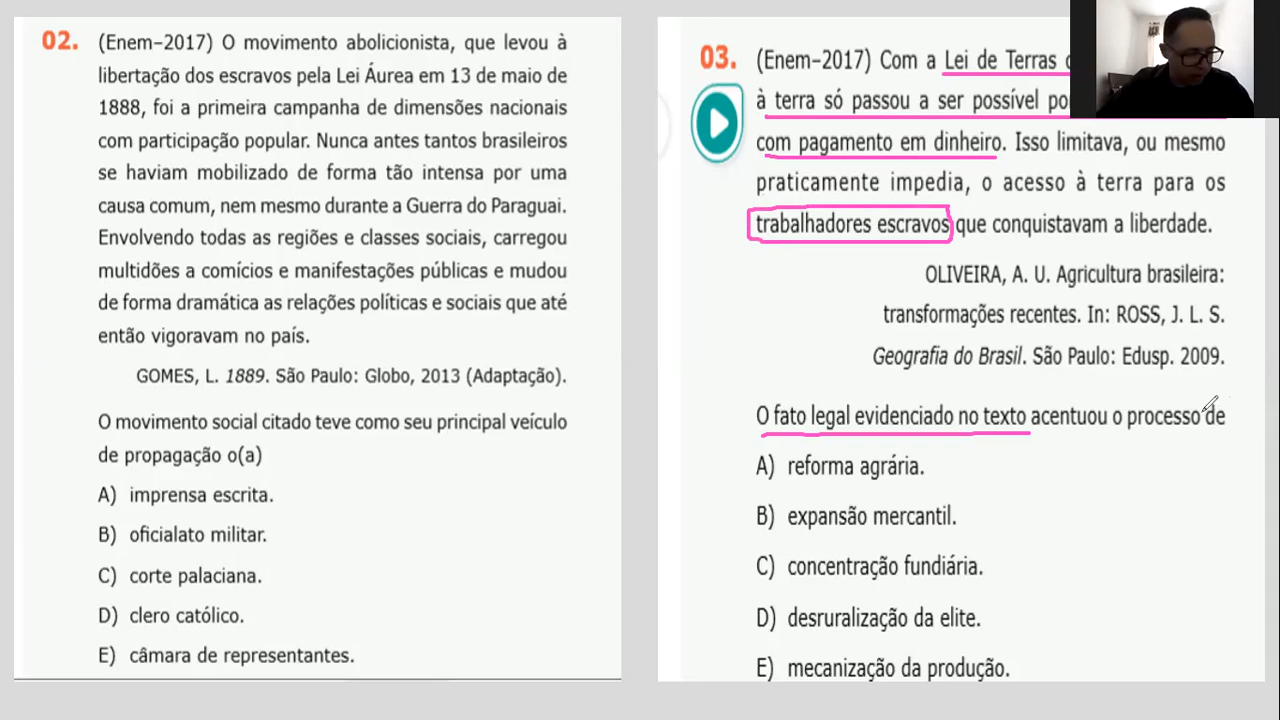 02. (Enem–2017) O movimento abolicionista, que levou à
libertação dos escravos pela Lei Áurea em 13 de maio de
1888, foi a primeira campanha de dimensões nacionais
com participação popular. Nunca antes tantos brasileiros
se haviam mobilizado de forma tão intensa por uma
causa comum, nem mesmo durante a Guerra do Paraguai.
Envolvendo todas as regiões e classes sociais, carregou
multidões a comícios e manifestações públicas e mudou
de forma dramática as relações políticas e sociais que até
então vigoravam no país.
GOMES, L. 1889. São Paulo: Globo, 2013 (Adaptação).
O movimento social citado teve como seu principal veículo
de propagação o(a)
A) imprensa escrita.
B) oficialato militar.
C) corte palaciana.
D) clero católico.
E) câmara de representantes.
03. (Enem–2017) Com a Lei de Terras
à terra só passou a ser possível
com pagamento em dinheiro. Isso limitava, ou mesmo
praticamente impedia, o acesso à terra para os
trabalhadores escravos que conquistavam a liberdade.
OLIVEIRA, A. U. Agricultura brasileira:
transformações recentes. In: ROSS, J. L. S.
Geografia do Brasil. São Paulo: Edusp. 2009.
O fato legal evidenciado no texto acentuou o processo de
A) reforma agrária.
B) expansão mercantil.
C) concentração fundiária.
D) desruralização da elite.
E) mecanização da produção.